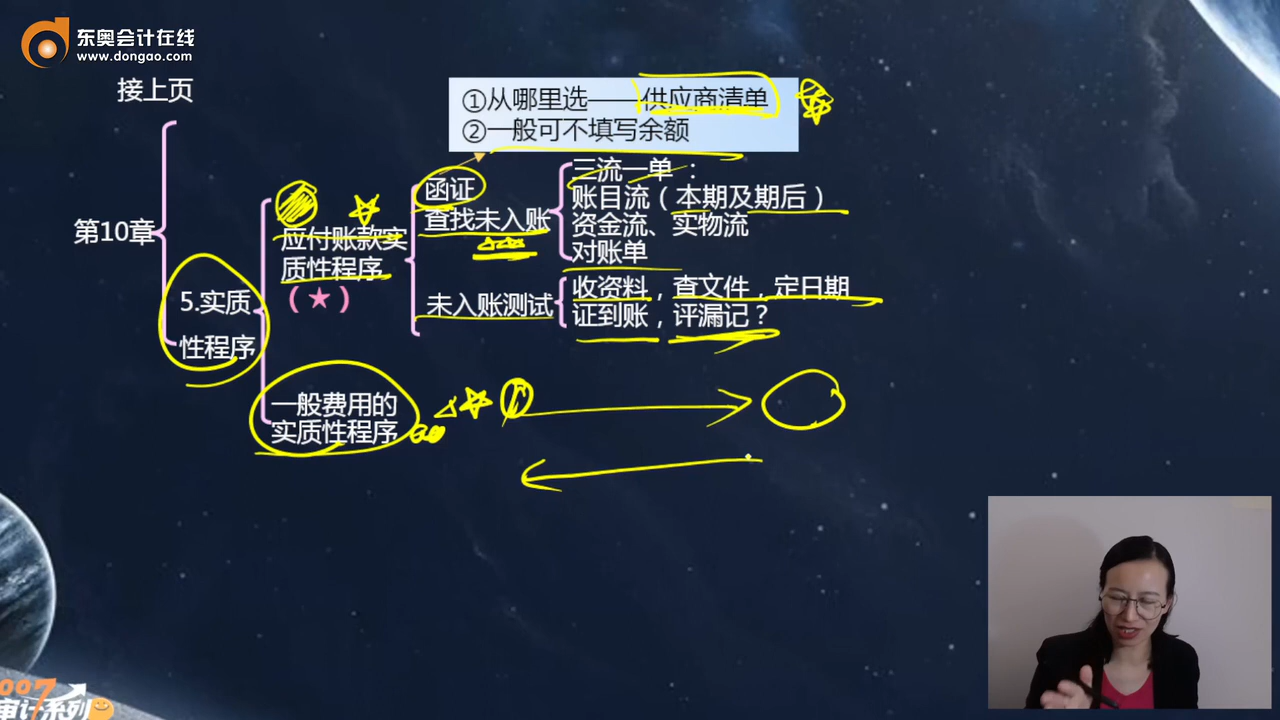 东奥会计在线
www.dongao.com
接上页
①从哪里选——供应商清单
②一般可不填写余额
第10章
5.实质
性程序
应付账款实
质性程序
(★)
函证
查找未入账
三流一单：
账目流（本期及期后）
资金流、实物流
对账单
未入账测试
收资料，查文件，定日期
证到账，评漏记？
一般费用的
实质性程序
007
审计系列